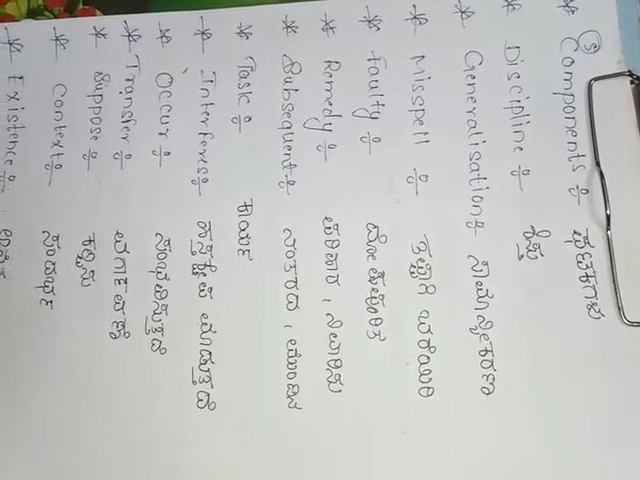 ⑤
* Components :- ಘಟಕಗಳು
* Discipline :- ಶಿಸ್ತು
* Generalisation :- ಸಾಮಾನ್ಯೀಕರಣ
* Misspell :- ತಪ್ಪಾಗಿ ಬರೆಯಿರಿ
* Faulty :- ದೋಷಪೂರಿತ
* Remedy :- ಪರಿಹಾರ, ನಿವಾರಿಸು
* Subsequent :- ನಂತರದ, ಮುಂದಿನ
* Task :- ಕಾರ್ಯ
* Interferes :- ಹಸ್ತಕ್ಷೇಪ ಮಾಡುತ್ತದೆ
* Occur :- ಸಂಭವಿಸುತ್ತದೆ
* Transfer :- ವರ್ಗಾವಣೆ
* Suppose :- ಕಲ್ಪಿಸು
* Context :- ಸಂದರ್ಭ
* Existence :-